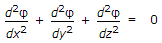 d²φ/dx² + d²φ/dy² + d²φ/dz² = 0